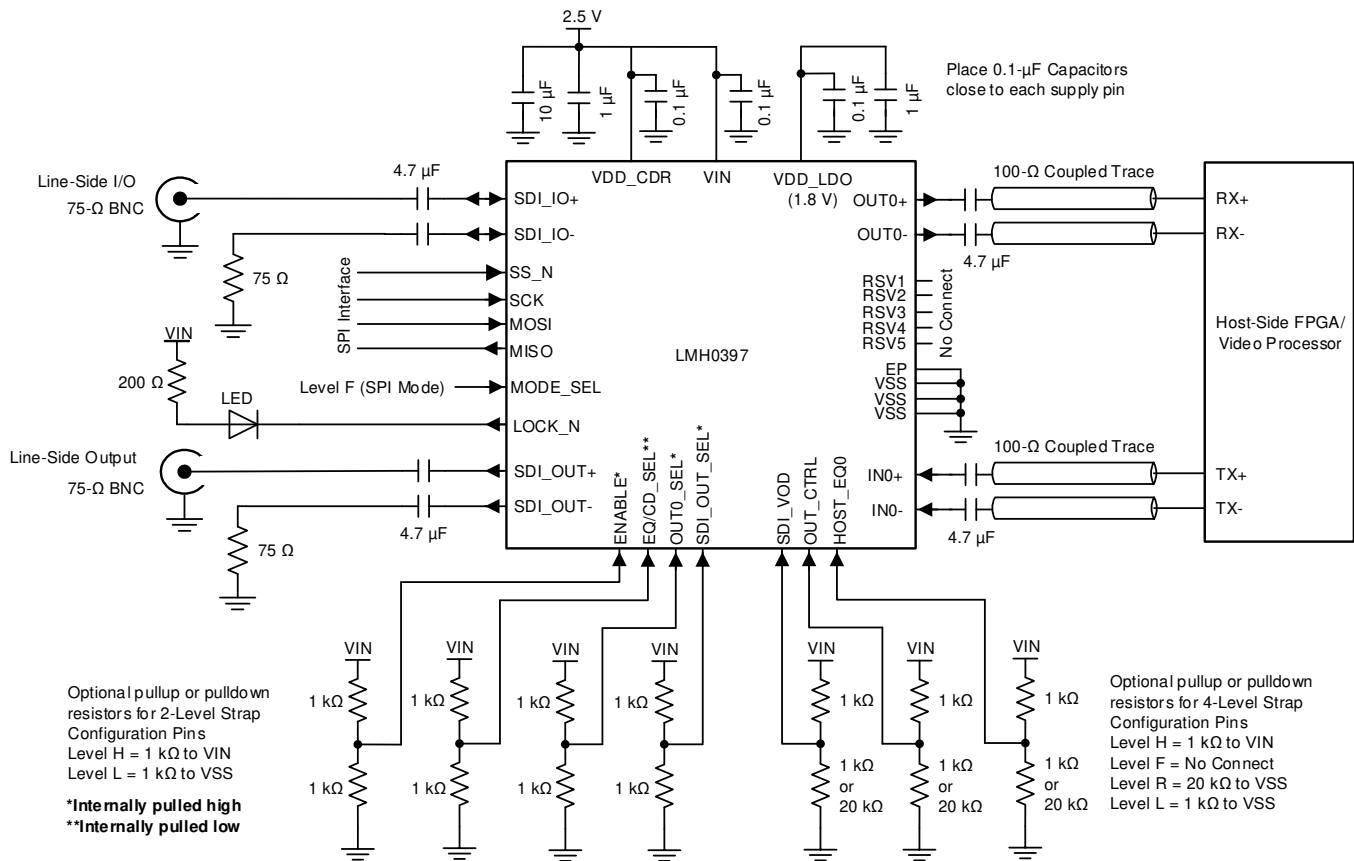 2.5 V
10 µF
1 µF
0.1 µF
0.1 µF
0.1 µF
1 µF
Place 0.1-µF Capacitors
close to each supply pin
Line-Side I/O
75-Ω BNC
4.7 µF
VDD_CDR
VIN
VDD_LDO
(1.8 V)
SDI_IO+
SDI_IO-
75 Ω
SPI Interface
SS_N
SCK
MOSI
MISO
Level F (SPI Mode)
MODE_SEL
VIN
200 Ω
LED
LOCK_N
Line-Side Output
75-Ω BNC
SDI_OUT+
SDI_OUT-
4.7 µF
75 Ω
LMH0397
OUT0+
OUT0-
100-Ω Coupled Trace
4.7 µF
RX+
RX-
RSV1
RSV2
RSV3
RSV4
RSV5
No Connect
EP
VSS
VSS
VSS
Host-Side FPGA/
Video Processor
100-Ω Coupled Trace
IN0+
IN0-
4.7 µF
TX+
TX-
ENABLE*
EQ/CD_SEL**
OUT0_SEL*
SDI_OUT_SEL*
SDI_VOD
OUT_CTRL
HOST_EQ0
VIN
VIN
VIN
VIN
VIN
VIN
VIN
1 kΩ
1 kΩ
1 kΩ
1 kΩ
1 kΩ
1 kΩ
1 kΩ
1 kΩ
1 kΩ
1 kΩ
1 kΩ
1 kΩ
or
20 kΩ
1 kΩ
or
20 kΩ
1 kΩ
or
20 kΩ
Optional pullup or pulldown
resistors for 2-Level Strap
Configuration Pins
Level H = 1 kΩ to VIN
Level L = 1 kΩ to VSS
*Internally pulled high
**Internally pulled low
Optional pullup or pulldown
resistors for 4-Level Strap
Configuration Pins
Level H = 1 kΩ to VIN
Level F = No Connect
Level R = 20 kΩ to VSS
Level L = 1 kΩ to VSS